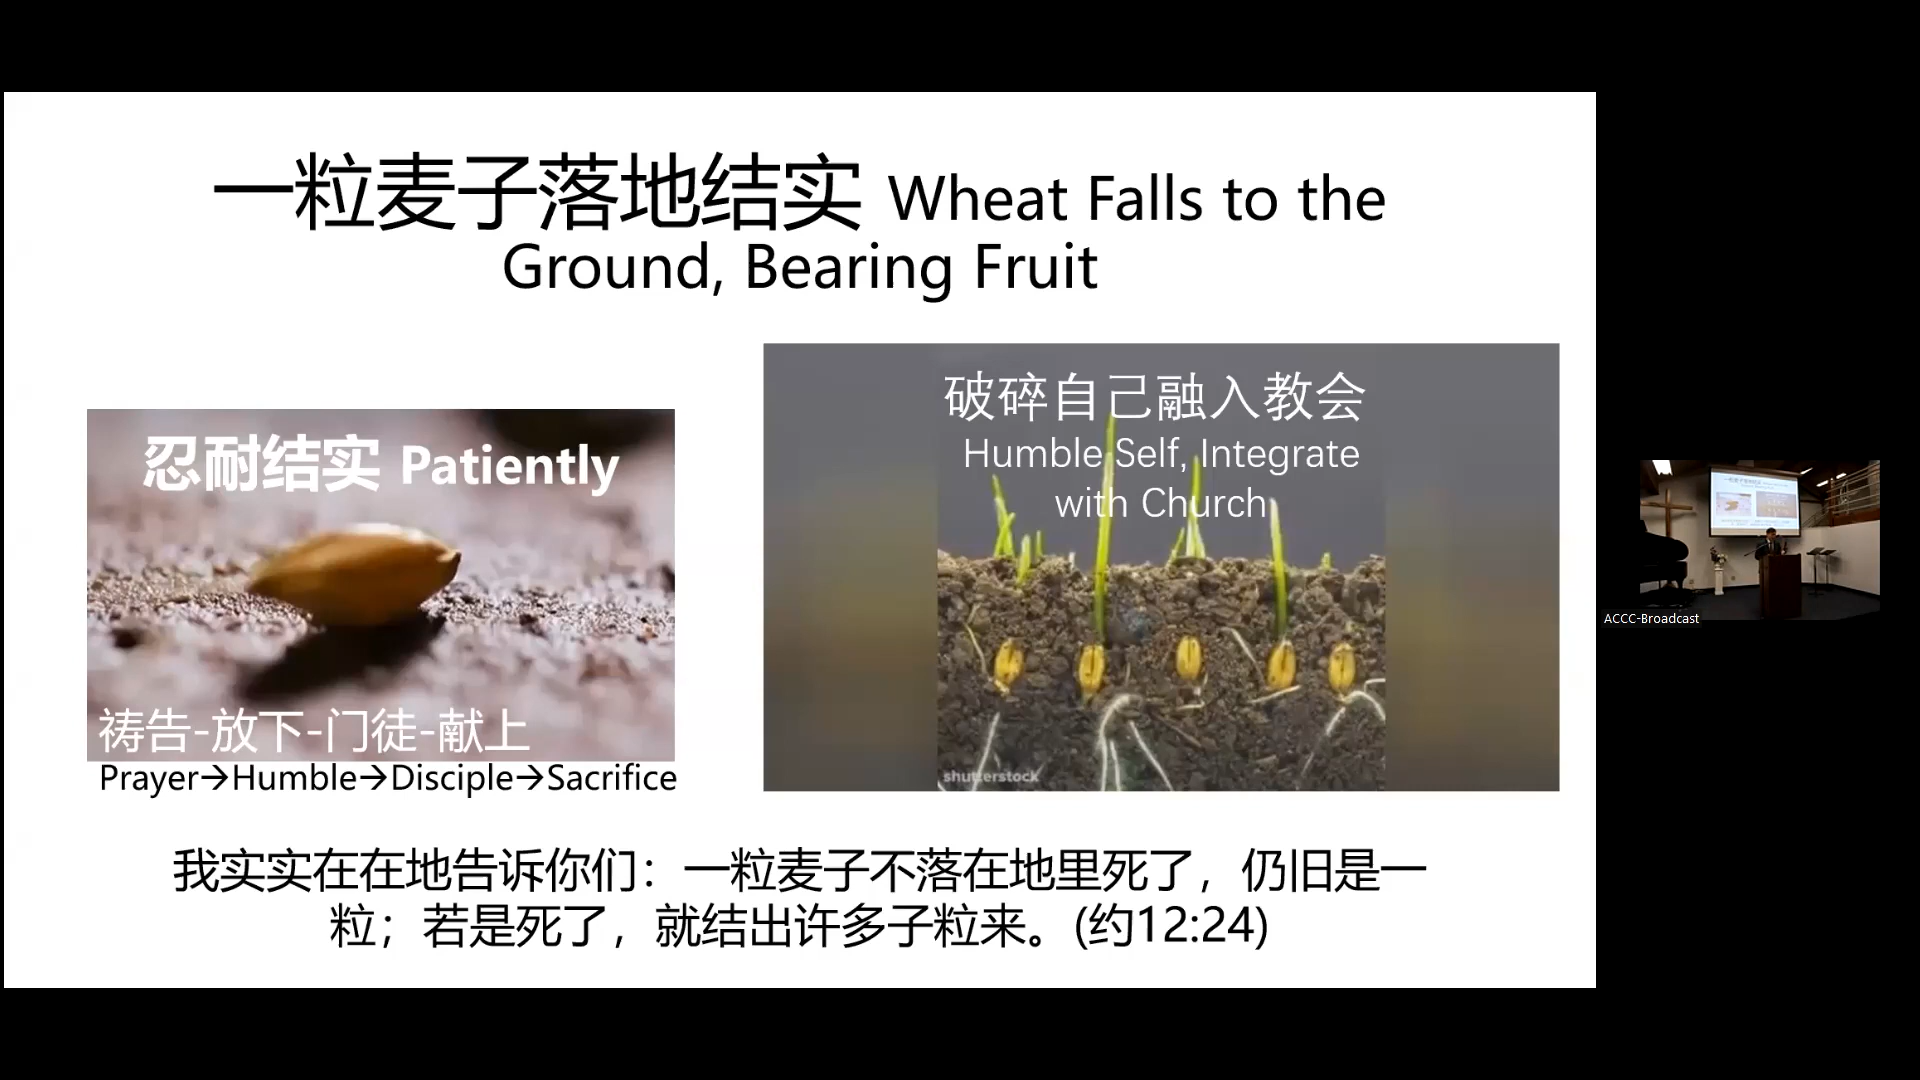 一粒麦子落地结实 Wheat Falls to the
Ground, Bearing Fruit
忍耐结实 Patiently
祷告-放下-门徒-献上
Prayer→Humble→Disciple→Sacrifice
破碎自己融入教会
Humble Self, Integrate
with Church
shutterstock
我实实在在地告诉你们：一粒麦子不落在地里死了，仍旧是一
粒；若是死了，就结出许多子粒来。(约12:24)
ACCC-Broadcast